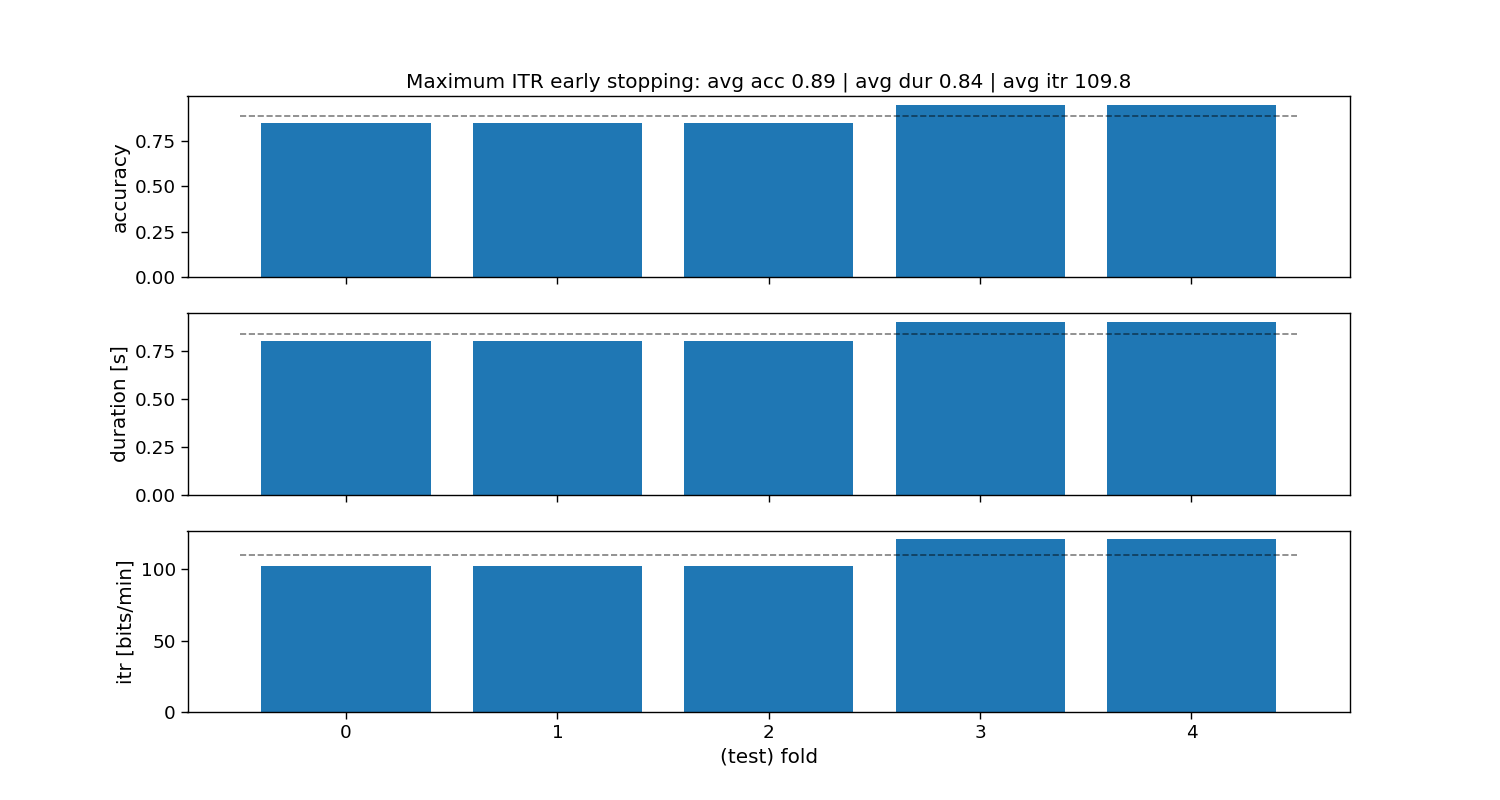 Maximum ITR early stopping: avg acc 0.89 | avg dur 0.84 | avg itr 109.8
accuracy
0.75
0.50
0.25
0.00
duration [s]
0.75
0.50
0.25
0.00
itr [bits/min]
100
50
0
0 1 2 3 4
(test) fold